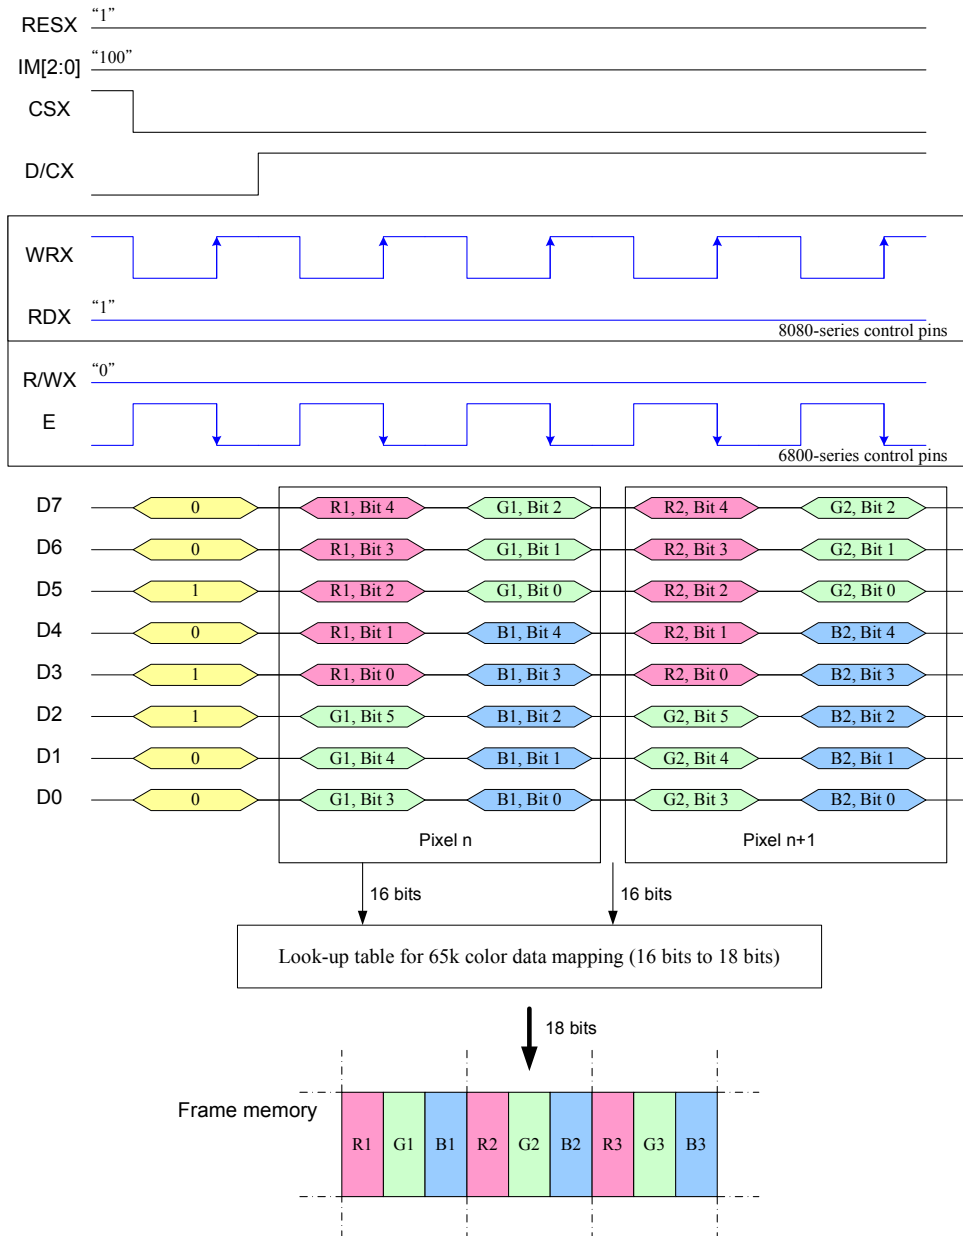 RESX “1”
IM[2:0] “100”
CSX
D/CX
WRX
RDX “1”
8080-series control pins
R/WX “0”
E
6800-series control pins
D7 0 R1, Bit 4 G1, Bit 2 R2, Bit 4 G2, Bit 2
D6 0 R1, Bit 3 G1, Bit 1 R2, Bit 3 G2, Bit 1
D5 1 R1, Bit 2 G1, Bit 0 R2, Bit 2 G2, Bit 0
D4 0 R1, Bit 1 B1, Bit 4 R2, Bit 1 B2, Bit 4
D3 1 R1, Bit 0 B1, Bit 3 R2, Bit 0 B2, Bit 3
D2 1 G1, Bit 5 B1, Bit 2 G2, Bit 5 B2, Bit 2
D1 0 G1, Bit 4 B1, Bit 1 G2, Bit 4 B2, Bit 1
D0 0 G1, Bit 3 B1, Bit 0 G2, Bit 3 B2, Bit 0
Pixel n Pixel n+1
16 bits 16 bits
Look-up table for 65k color data mapping (16 bits to 18 bits)
18 bits
Frame memory
R1 G1 B1 R2 G2 B2 R3 G3 B3